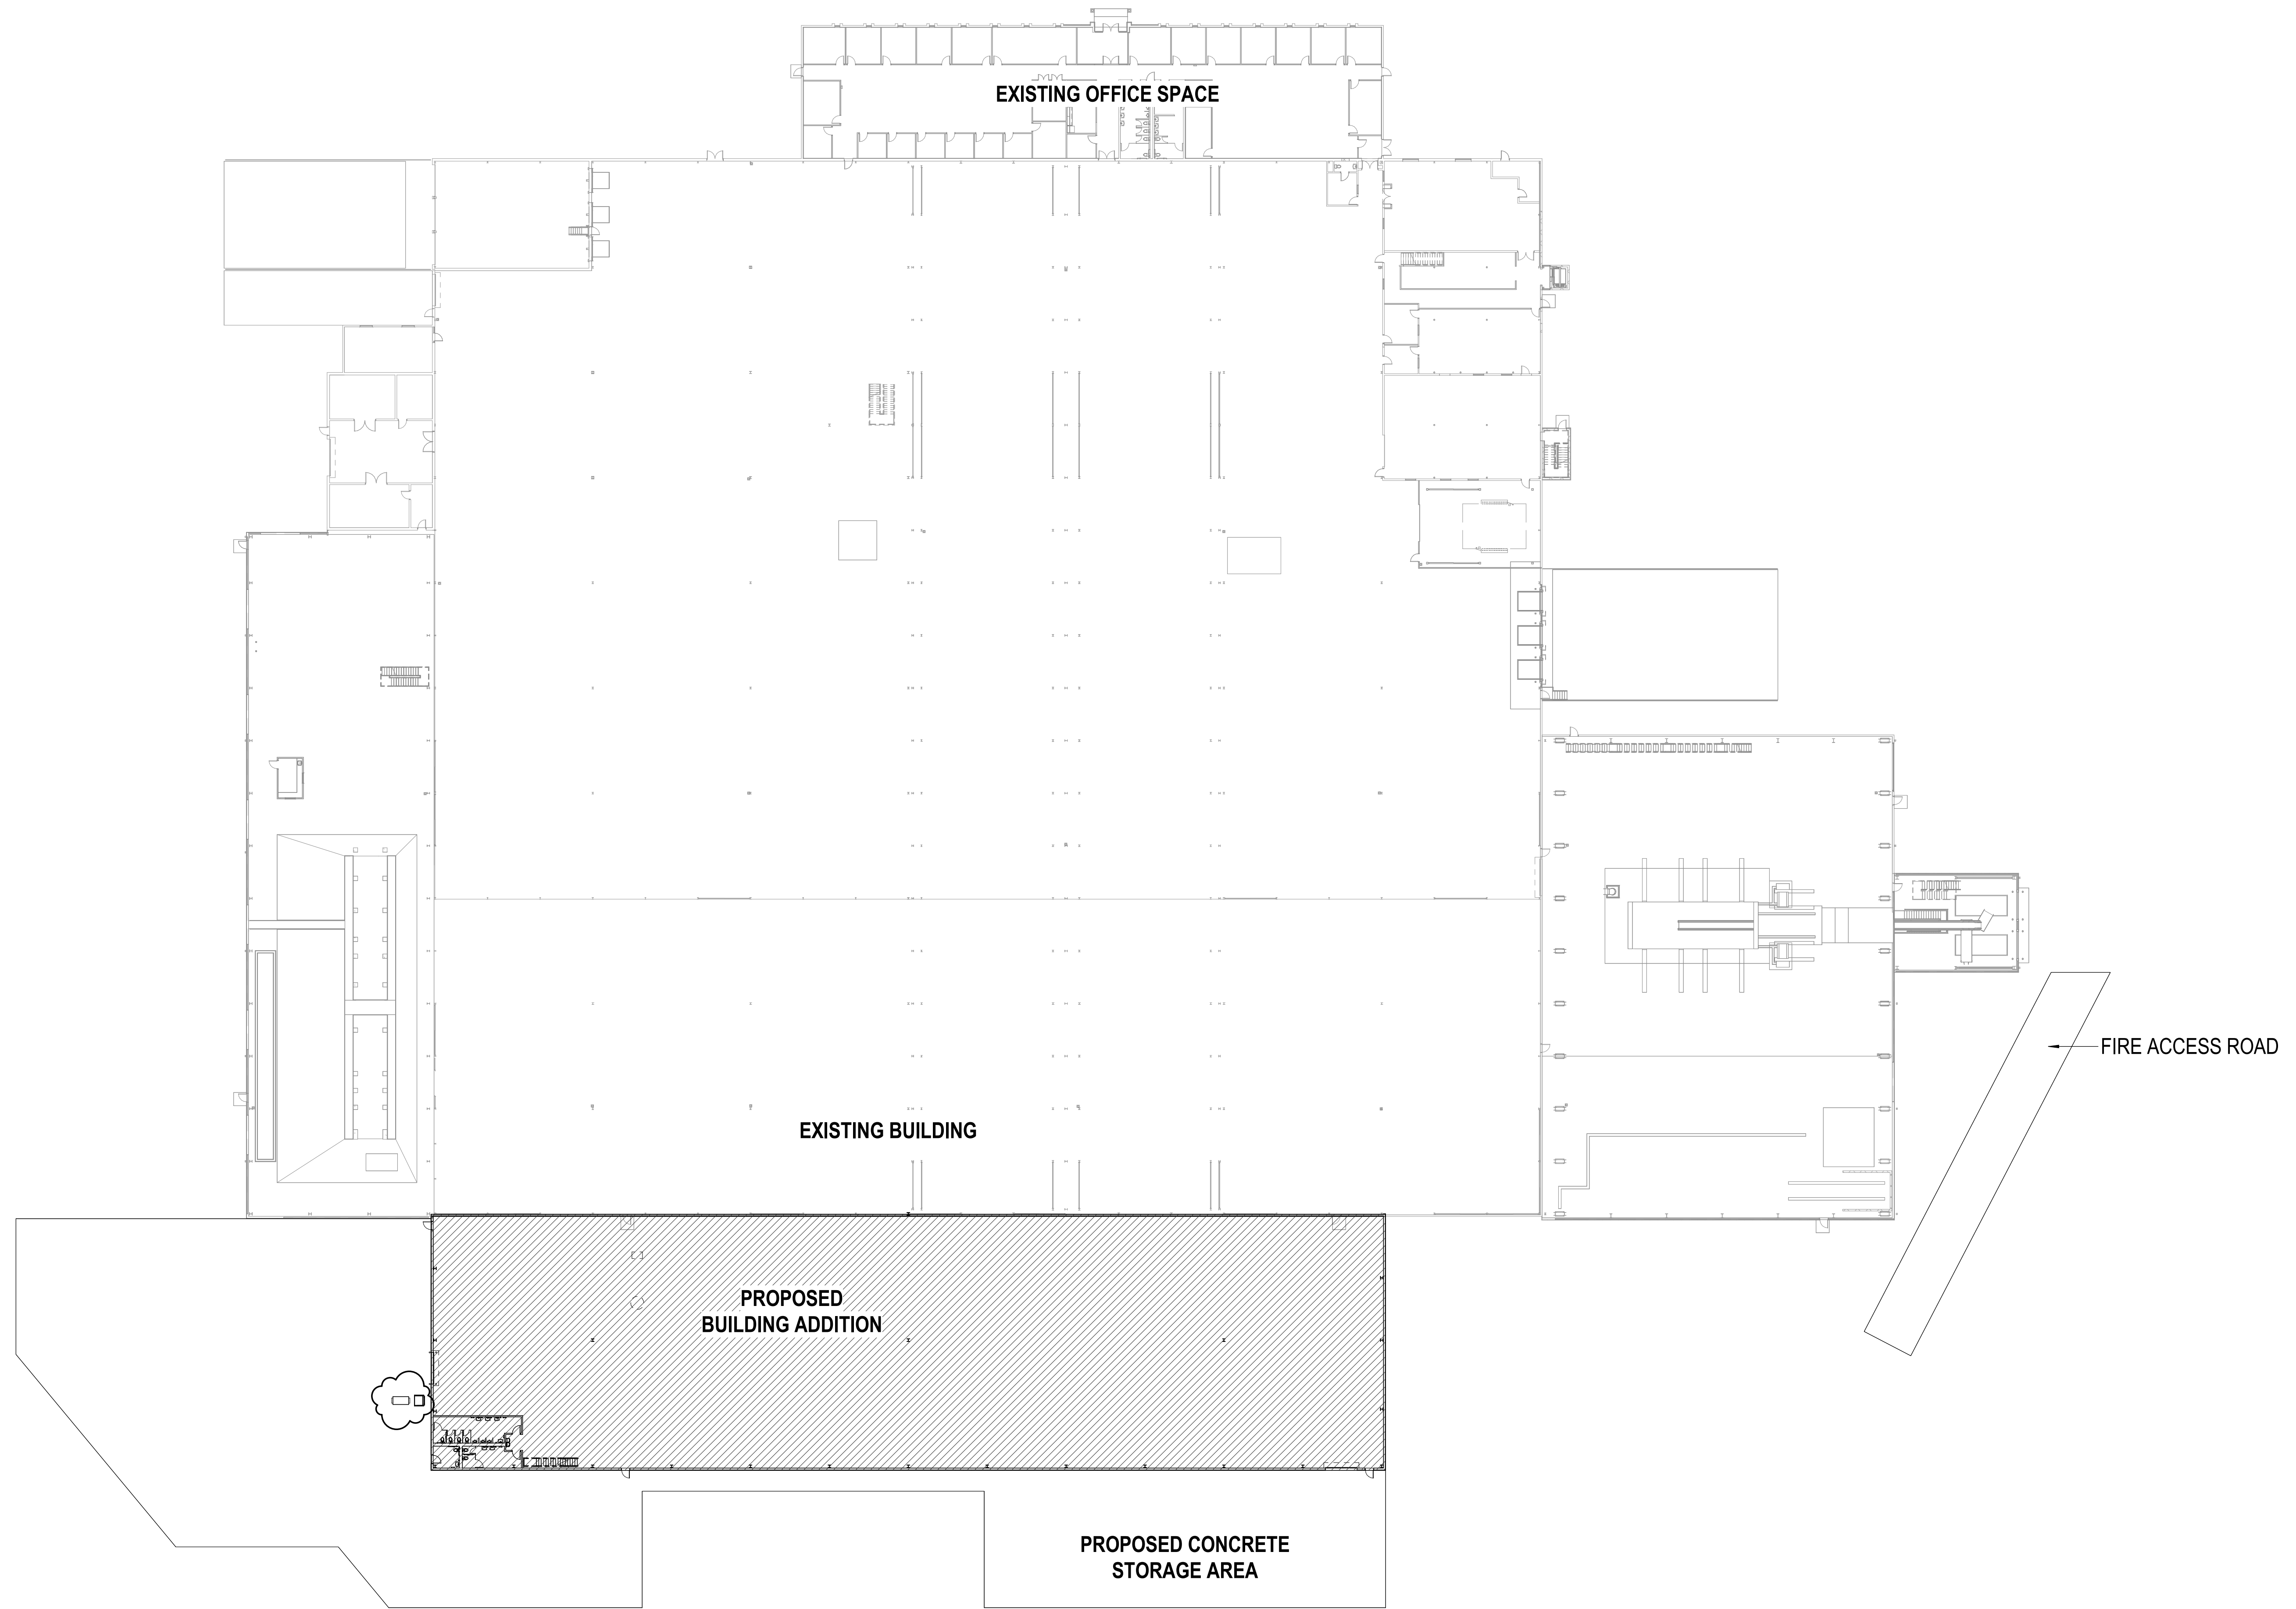 EXISTING OFFICE SPACE
FIRE ACCESS ROAD
EXISTING BUILDING
PROPOSED
BUILDING ADDITION
PROPOSED CONCRETE
STORAGE AREA